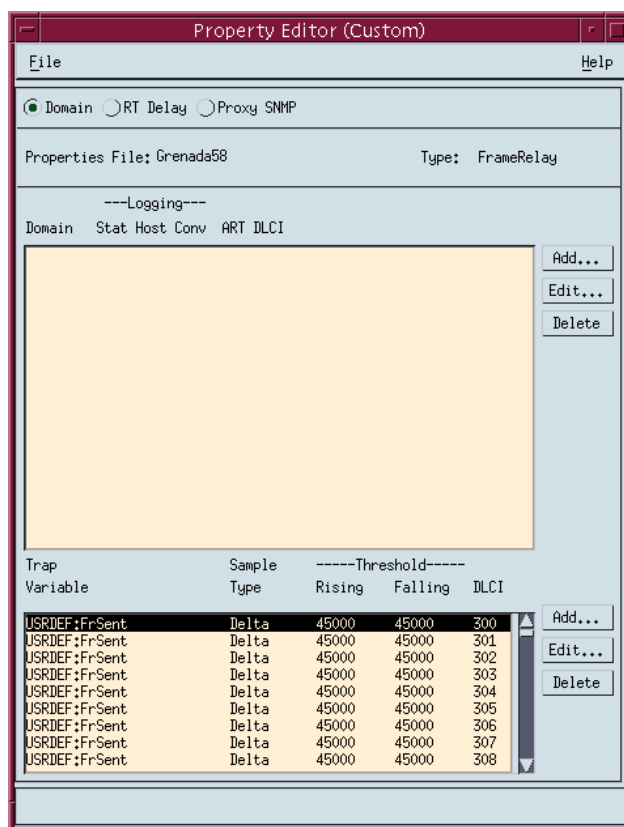 Property Editor (Custom)
File Help
Domain RT Delay Proxy SNMP
Properties File: Grenada58 Type: FrameRelay
---Logging---
Domain Stat Host Conv ART DLCI
Add...
Edit...
Delete
Trap Sample -----Threshold-----
Variable Type Rising Falling DLCI
USRDEF:FrSent Delta 45000 45000 300
USRDEF:FrSent Delta 45000 45000 301
USRDEF:FrSent Delta 45000 45000 302
USRDEF:FrSent Delta 45000 45000 303
USRDEF:FrSent Delta 45000 45000 304
USRDEF:FrSent Delta 45000 45000 305
USRDEF:FrSent Delta 45000 45000 306
USRDEF:FrSent Delta 45000 45000 307
USRDEF:FrSent Delta 45000 45000 308
Add...
Edit...
Delete